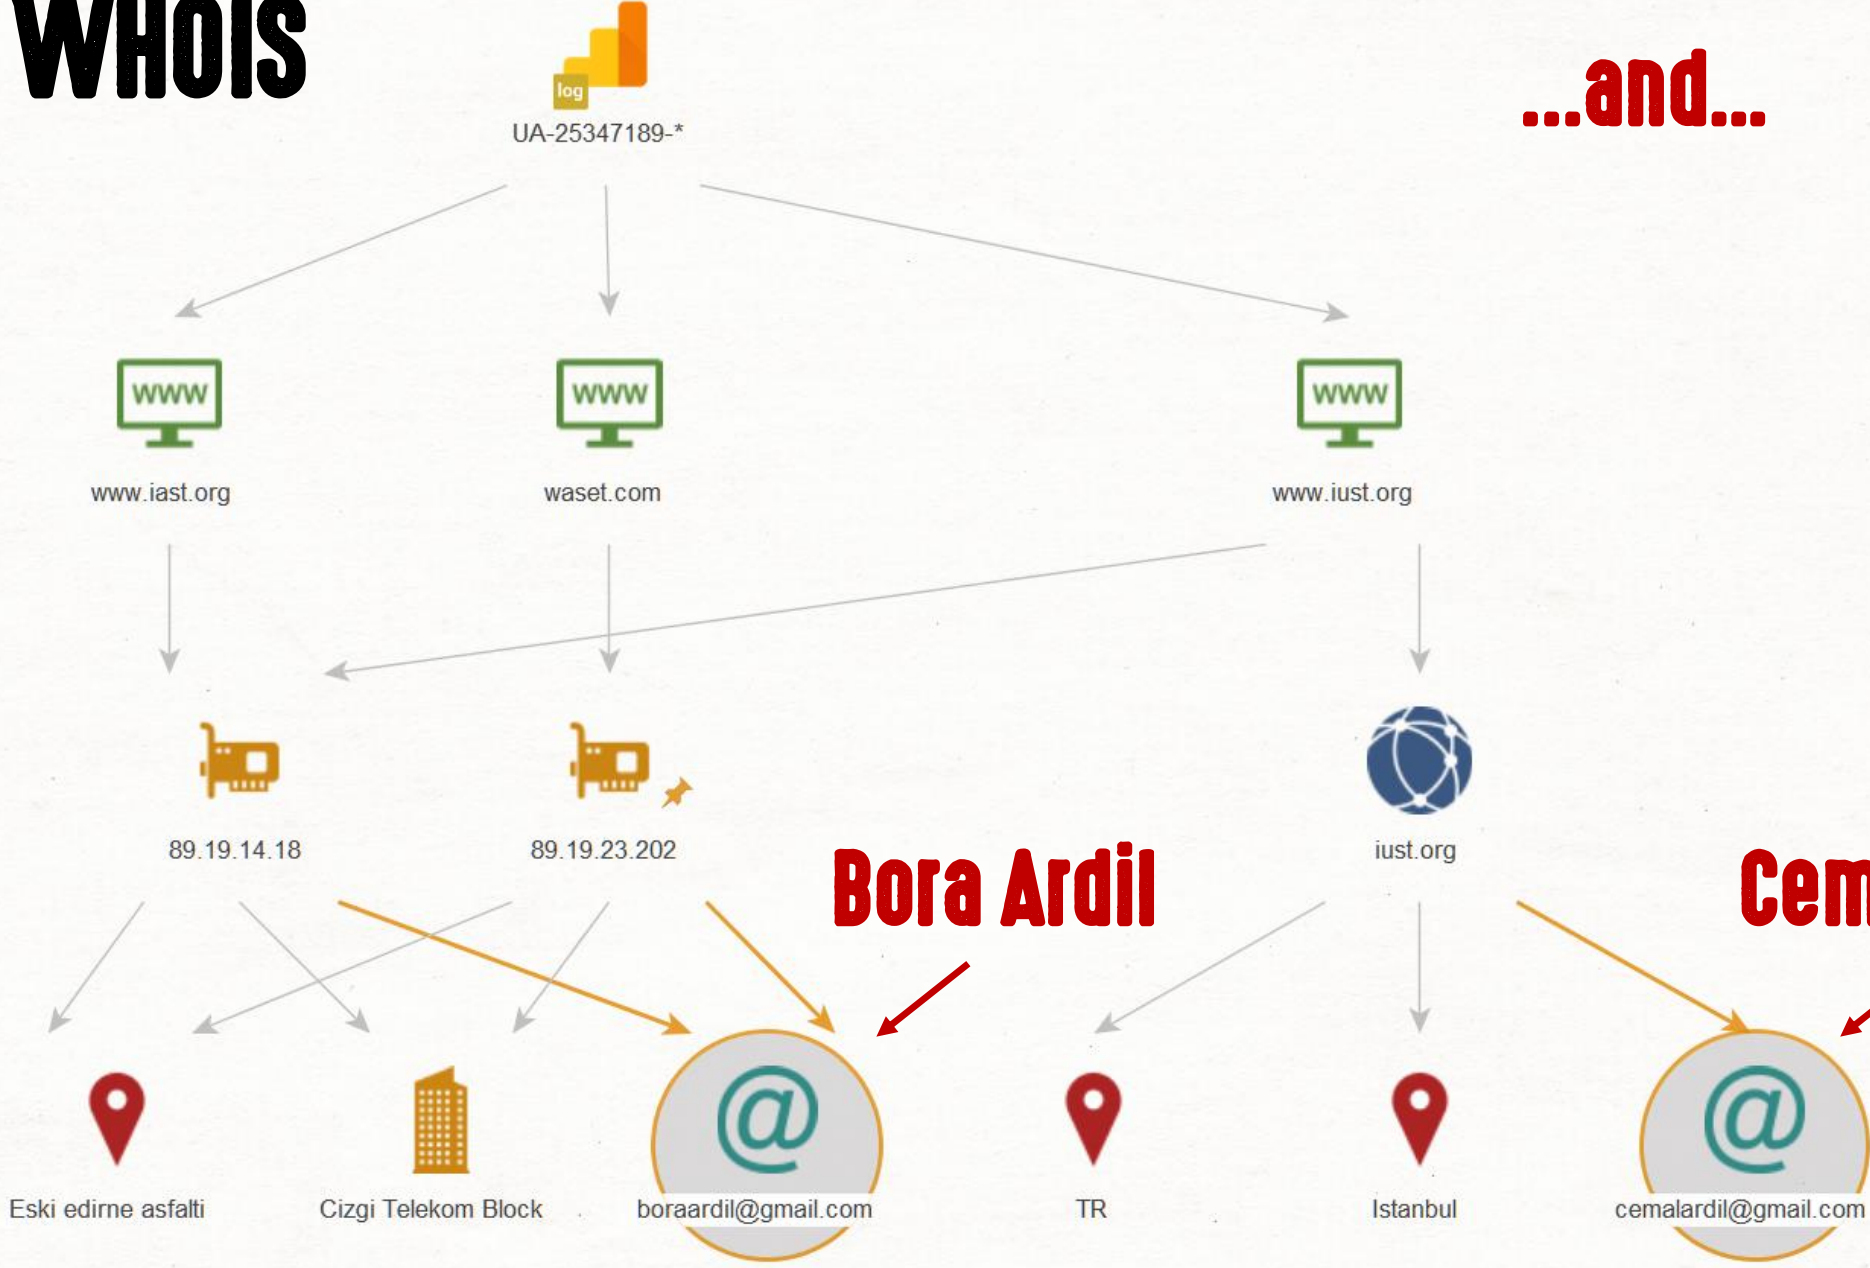 WHOIS
...and...
log
UA-25347189-*
www
www
www
www.iast.org
waset.com
www.iust.org
89.19.14.18
89.19.23.202
iust.org
Bora Ardil
Cem
Eski edirne asfalti
Cizgi Telekom Block
boraardil@gmail.com
TR
Istanbul
cemalardil@gmail.com